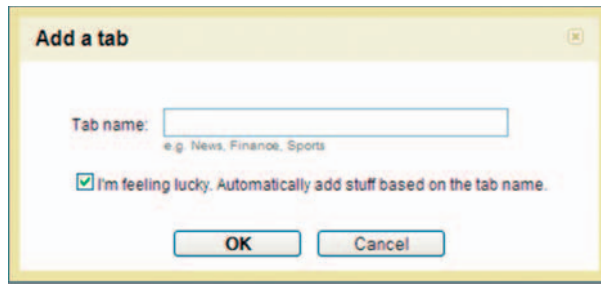 Add a tab
Tab name:
e.g. News, Finance, Sports
I'm feeling lucky. Automatically add stuff based on the tab name.
OK Cancel